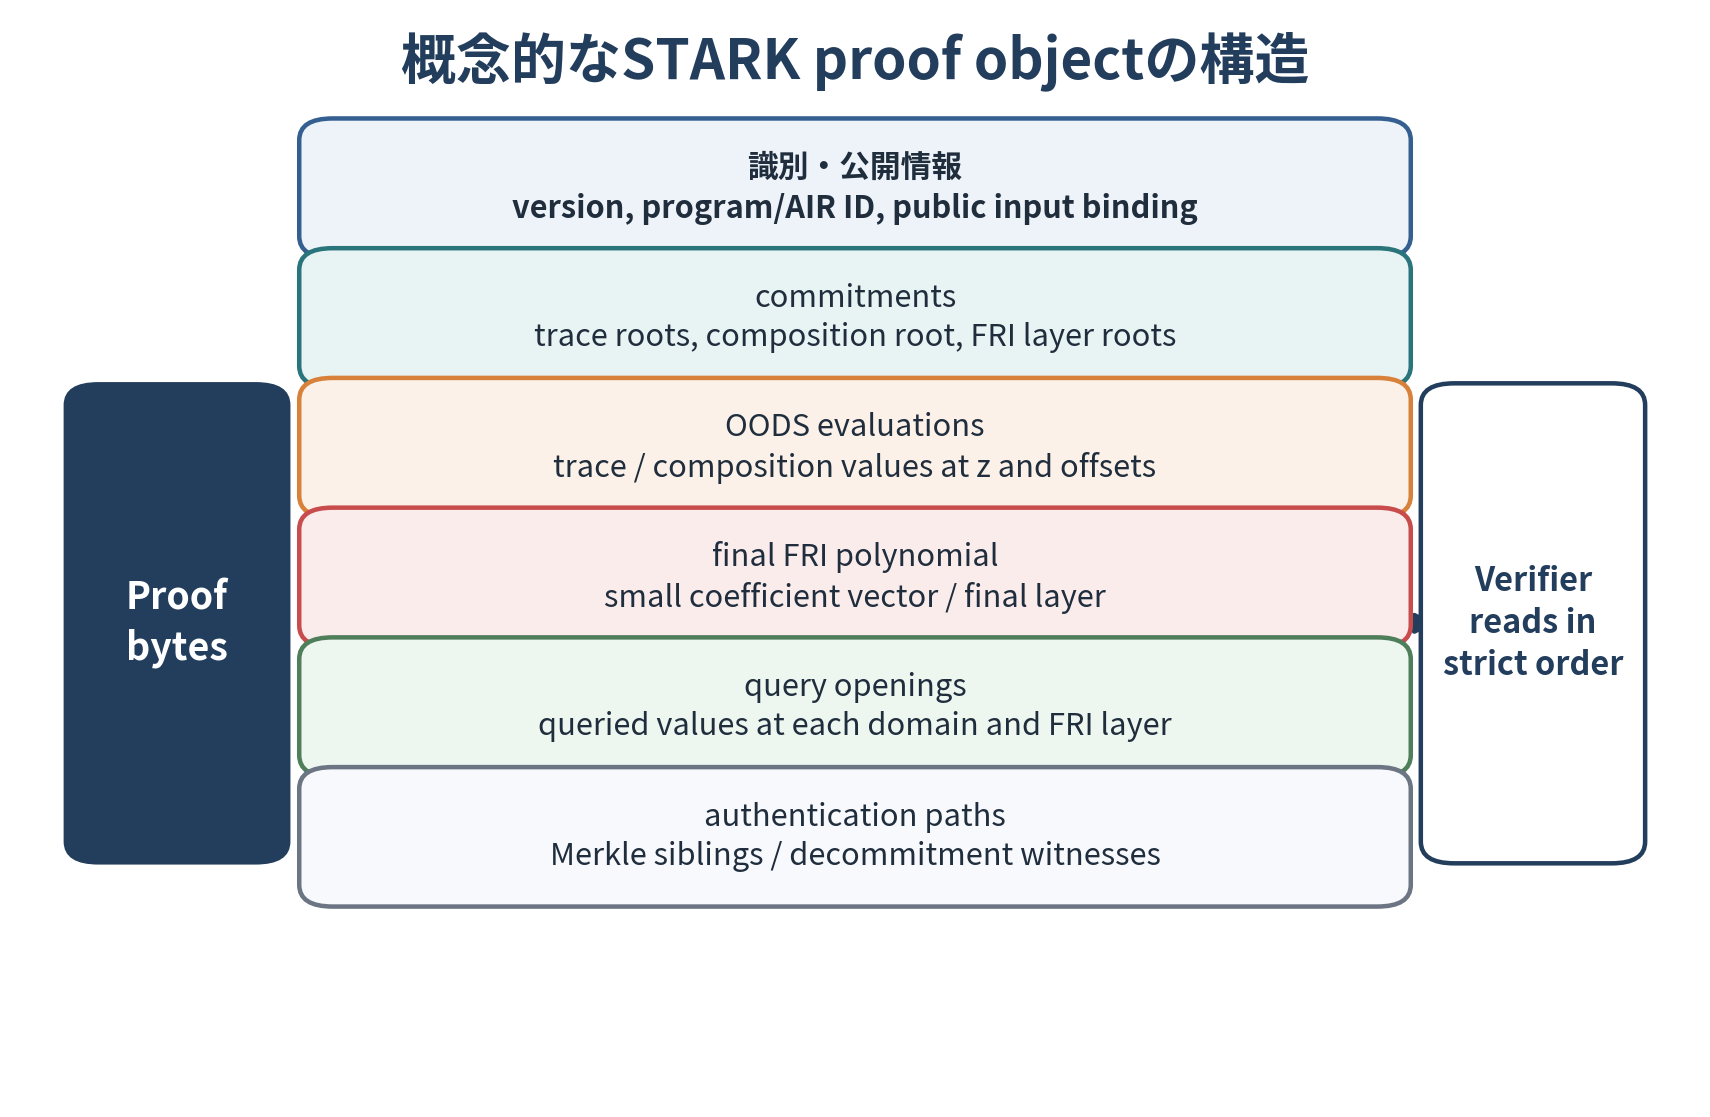 概念的なSTARK proof objectの構造
識別・公開情報
version, program/AIR ID, public input binding
commitments
trace roots, composition root, FRI layer roots
OODS evaluations
trace / composition values at z and offsets
final FRI polynomial
small coefficient vector / final layer
query openings
queried values at each domain and FRI layer
authentication paths
Merkle siblings / decommitment witnesses
Proof
bytes
Verifier
reads in
strict order